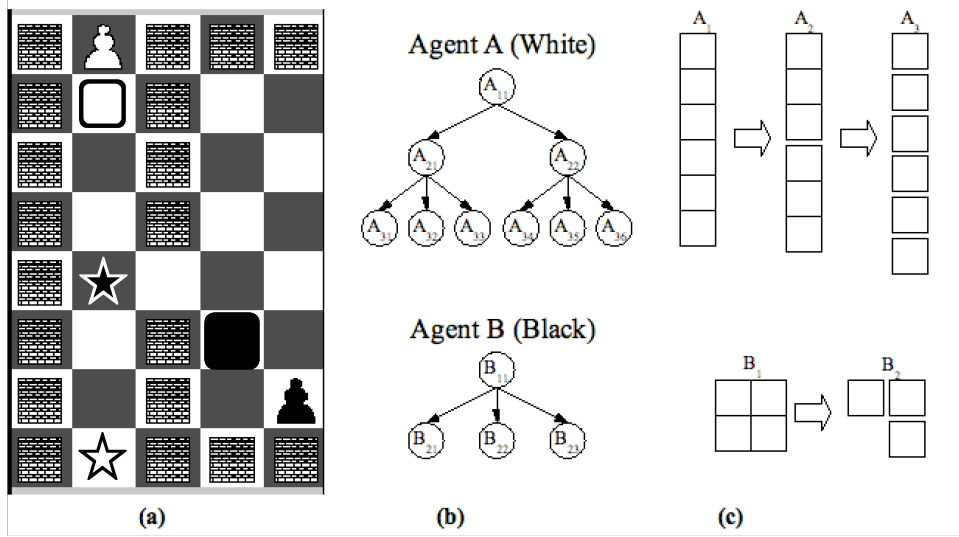 Agent A (White)
A₁₁
A₂₁ A₂₂
A₃₁ A₃₂ A₃₃ A₃₄ A₃₅ A₃₆
Agent B (Black)
B₁₁
B₂₁ B₂₂ B₂₃
A₁ A₂ A₃
B₁ B₂
(a) (b) (c)